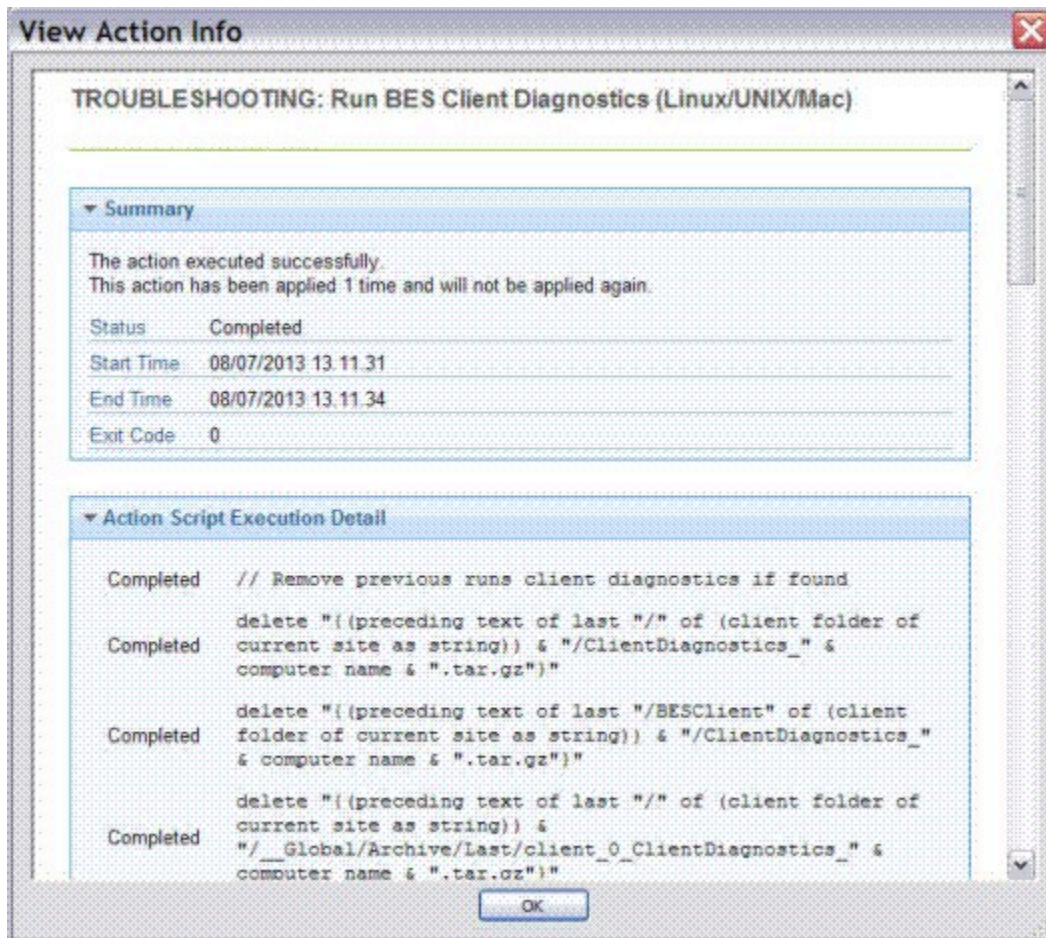 View Action Info
TROUBLESHOOTING: Run BES Client Diagnostics (Linux/UNIX/Mac)
Summary
The action executed successfully.
This action has been applied 1 time and will not be applied again.
Status Completed
Start Time 08/07/2013 13.11.31
End Time 08/07/2013 13.11.34
Exit Code 0
Action Script Execution Detail
Completed // Remove previous runs client diagnostics if found
delete "{(preceding text of last "/" of (client folder of
Completed current site as string)) & "/ClientDiagnostics_" &
computer name & ".tar.gz"}"
delete "{(preceding text of last "/BESClient" of (client
Completed folder of current site as string)) & "/ClientDiagnostics_"
& computer name & ".tar.gz"}"
delete "{(preceding text of last "/" of (client folder of
current site as string)) &
Completed "/__Global/Archive/Last/client_0_ClientDiagnostics_" &
computer name & ".tar.gz"}"
OK